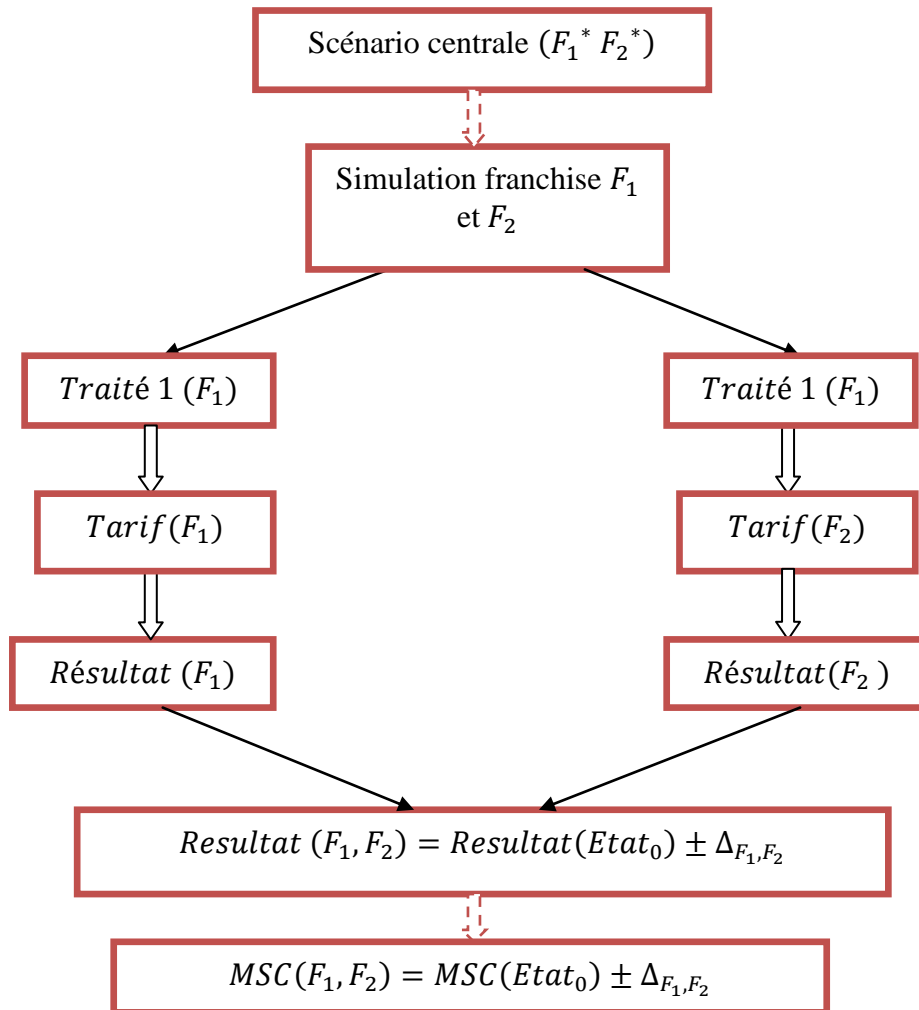 Scénario centrale (F₁* F₂*)
Simulation franchise F₁
et F₂
Traité 1 (F₁)
Traité 1 (F₁)
Tarif(F₁)
Tarif(F₂)
Résultat (F₁)
Résultat(F₂ )
Resultat (F₁, F₂) = Resultat(Etat₀) ± Δ_{F₁,F₂}
MSC(F₁, F₂) = MSC(Etat₀) ± Δ_{F₁,F₂}